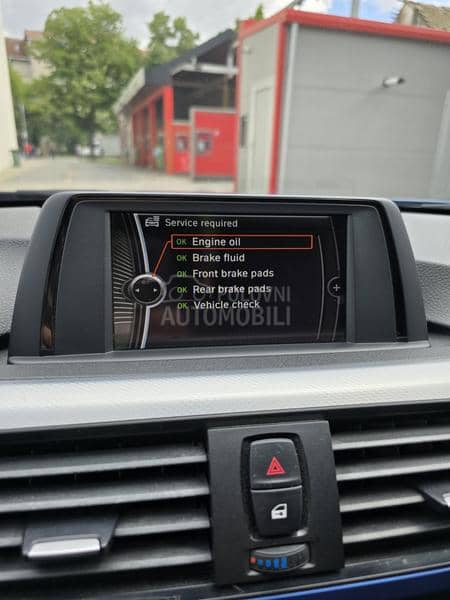 Service required
OK Engine oil
OK Brake fluid
OK Front brake pads
OK Rear brake pads
OK Vehicle check
+
POLOVNI
AUTOMOBILI